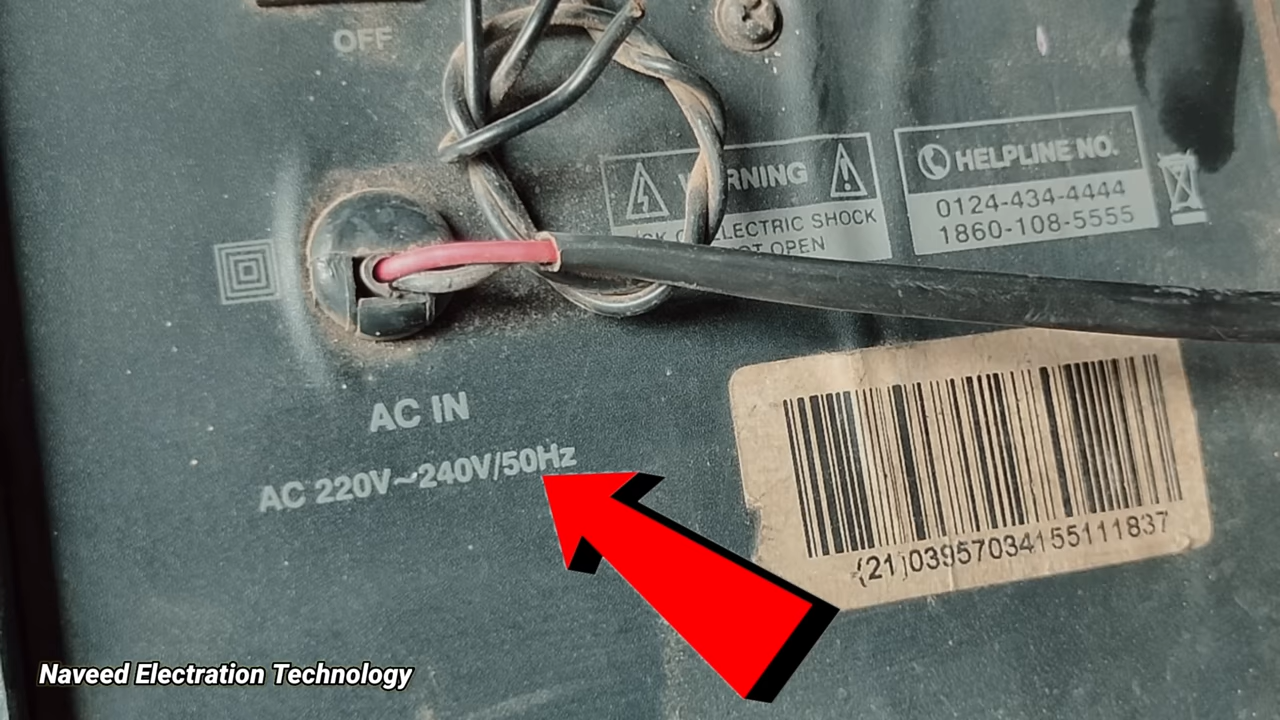 OFF
WARNING
ELECTRIC SHOCK
OPEN
HELPLINE NO.
0124-434-4444
1860-108-5555
AC IN
AC 220V~240V/50Hz
(21)03957034155111837
Naveed Electration Technology